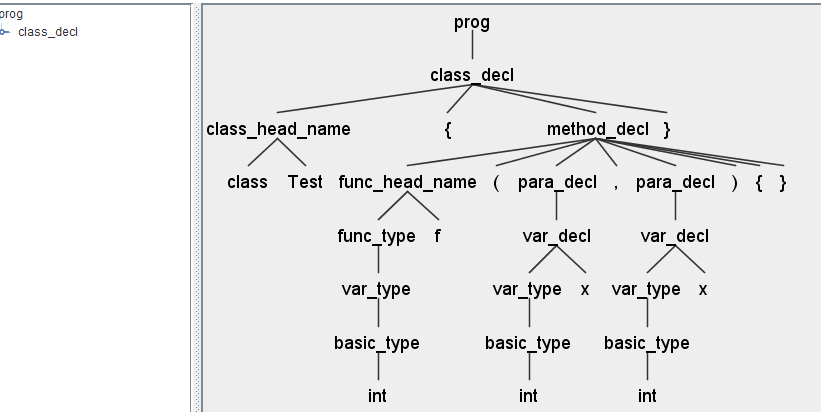 prog
class_decl
prog
class_decl
class_head_name { method_decl }
class Test func_head_name ( para_decl , para_decl ) { }
func_type f var_decl var_decl
var_type var_type x var_type x
basic_type basic_type basic_type
int int int